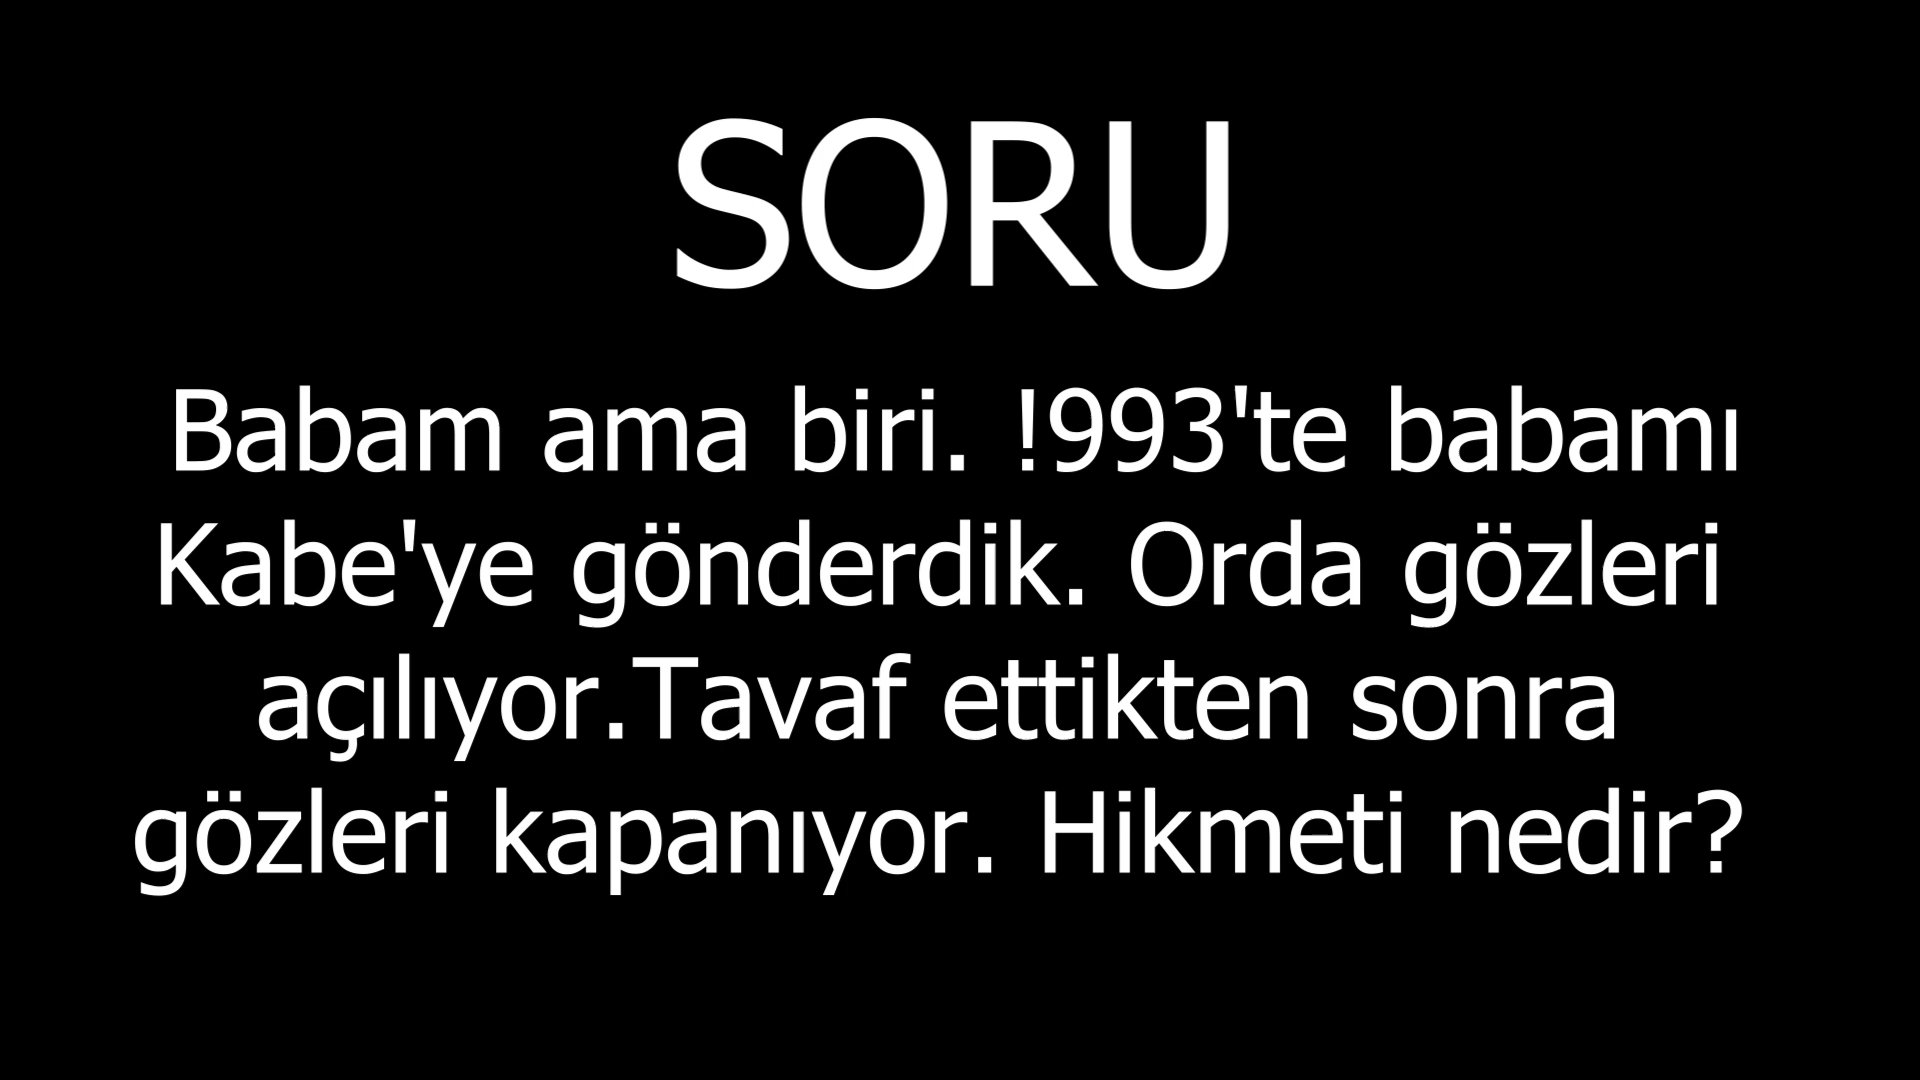 SORU
Babam ama biri. !993'te babamı
Kabe'ye gönderdik. Orda gözleri
açılıyor.Tavaf ettikten sonra
gözleri kapanıyor. Hikmeti nedir?